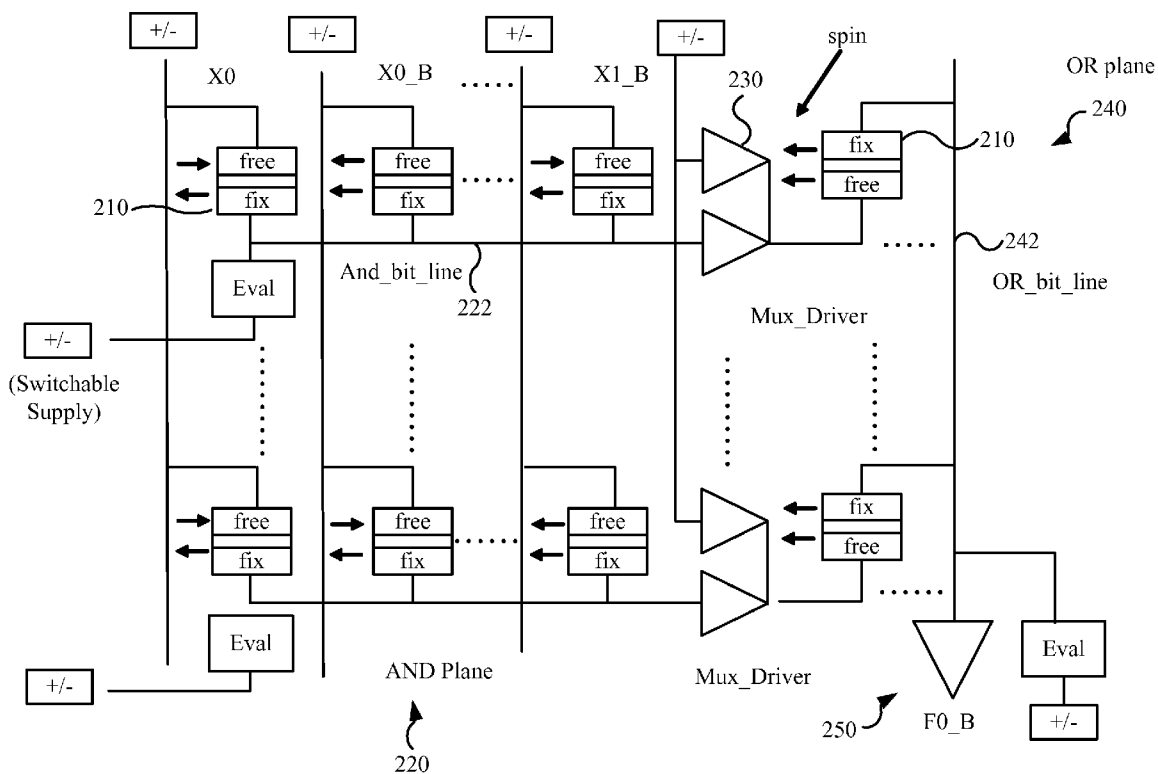 +/- +/- +/- +/- spin
X0 X0_B X1_B OR plane
230 240
free free free fix 210
fix fix fix free
210
And_bit_line 242
Eval 222 OR_bit_line
Mux_Driver
+/-
(Switchable
Supply)
free free free fix
fix fix fix free
Eval Eval
AND Plane Mux_Driver
+/- 250 F0_B +/-
220